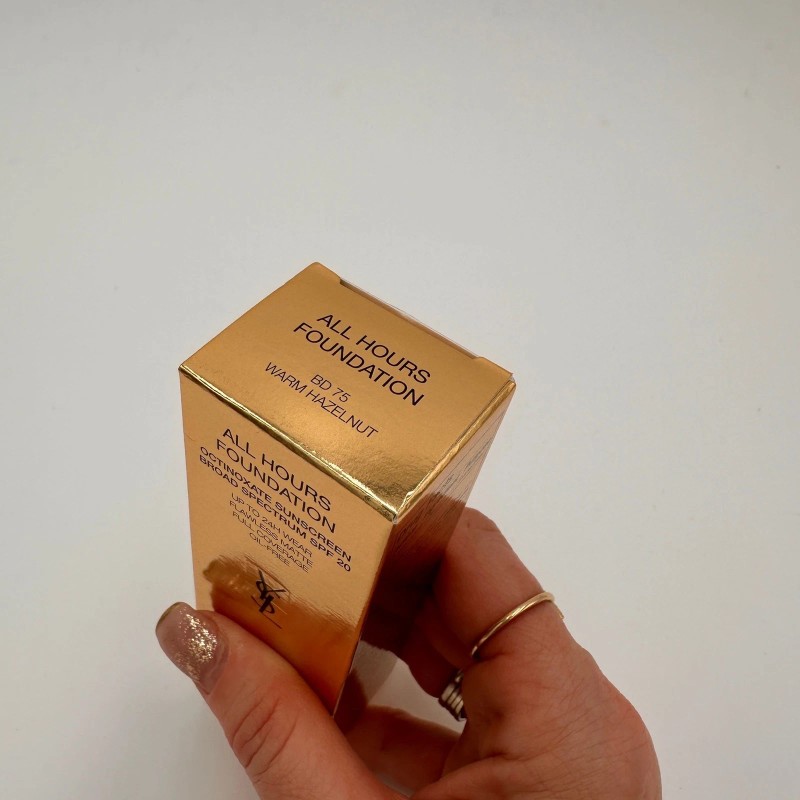 ALL HOURS
FOUNDATION
BD 75
WARM HAZELNUT
ALL HOURS
FOUNDATION
OCTINOXATE SUNSCREEN
BROAD SPECTRUM SPF 20
UP TO 24H WEAR
FLAWLESS MATTE
FULL COVERAGE
OIL-FREE
YSL